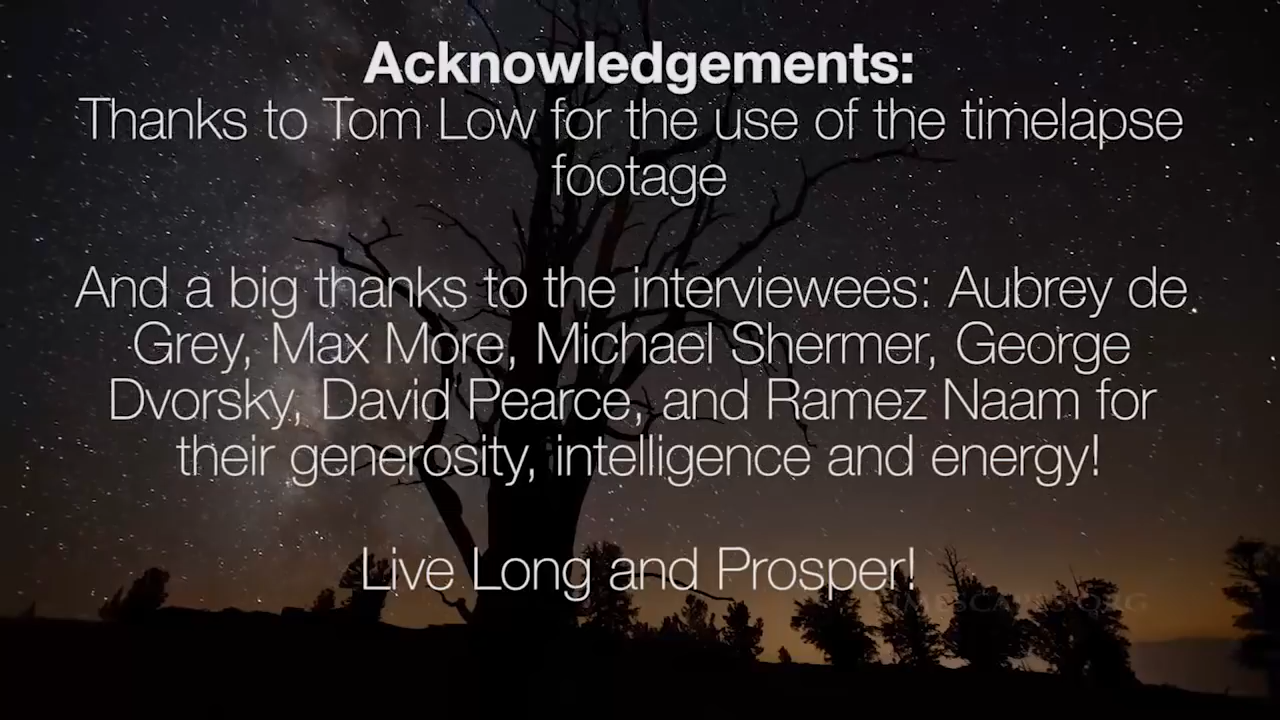 Acknowledgements:
Thanks to Tom Low for the use of the timelapse
footage
And a big thanks to the interviewees: Aubrey de
Grey, Max More, Michael Shermer, George
Dvorsky, David Pearce, and Ramez Naam for
their generosity, intelligence and energy!
Live Long and Prosper!